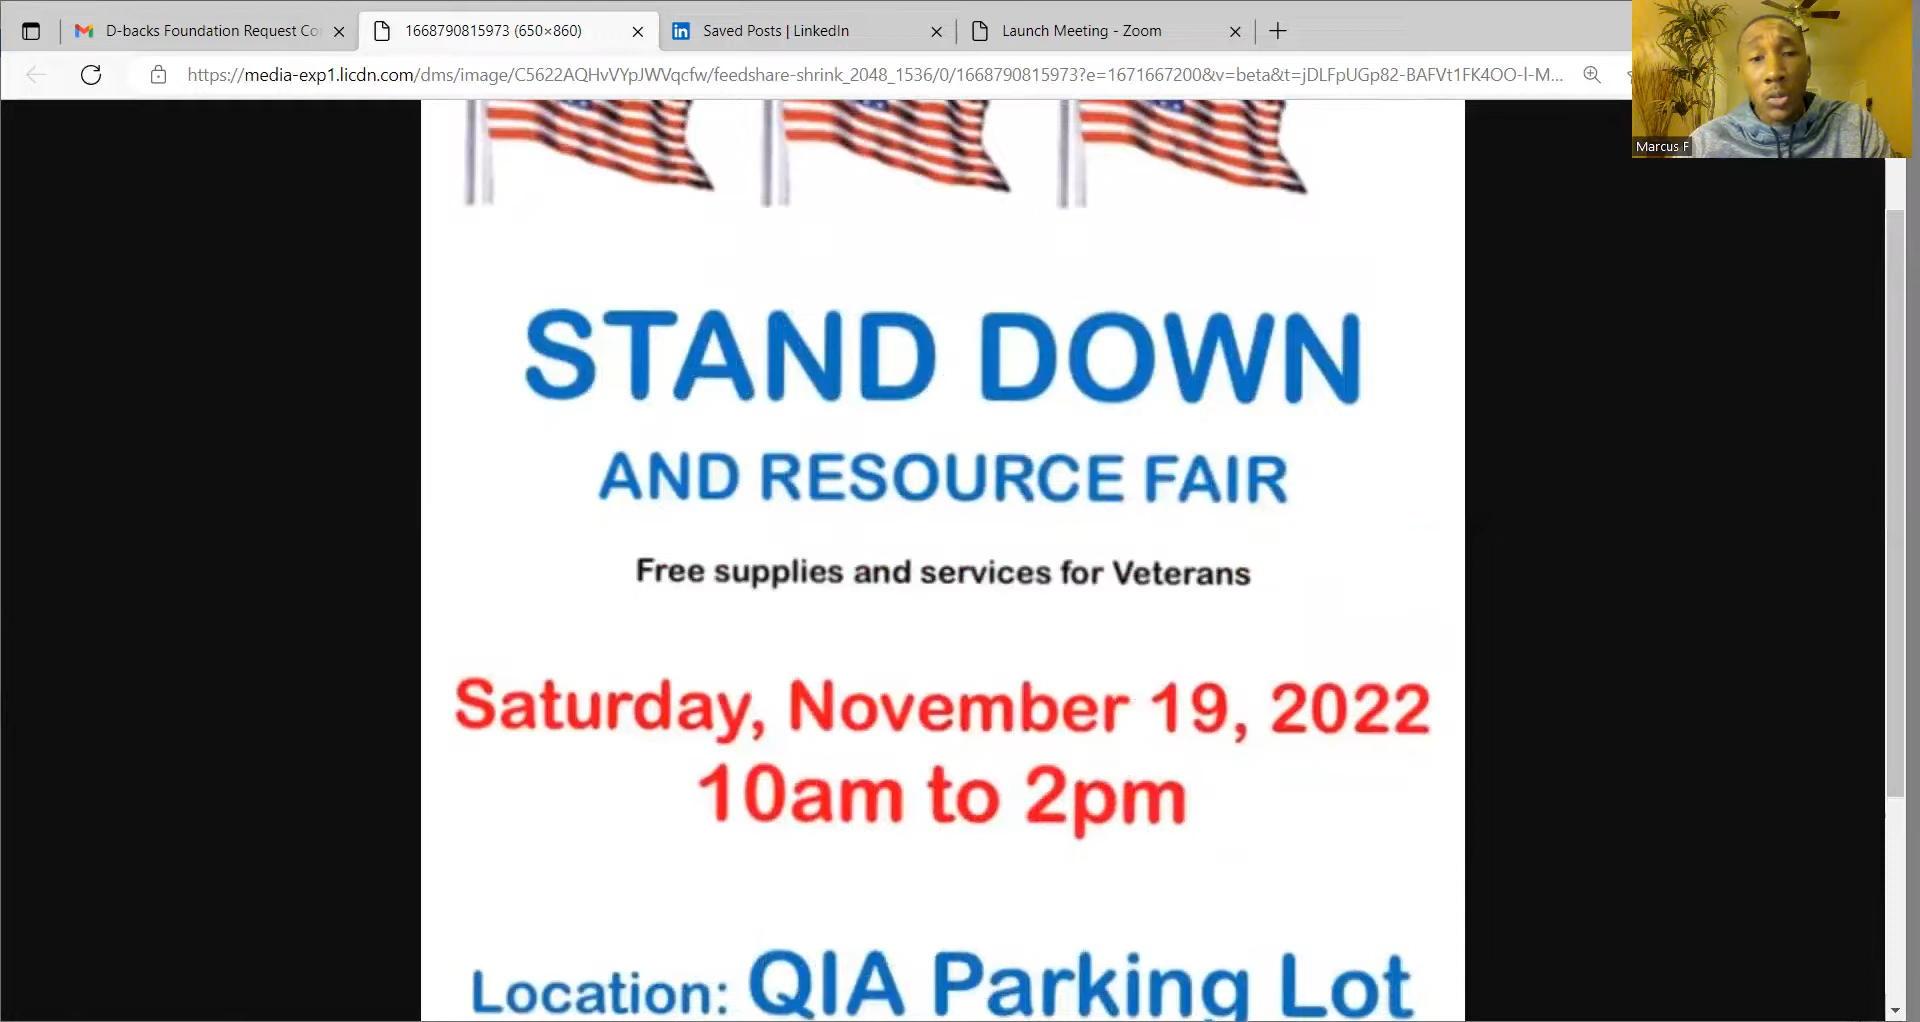 D-backs Foundation Request Co
1668790815973 (650×860)
Saved Posts | LinkedIn
Launch Meeting - Zoom
https://media-exp1.licdn.com/dms/image/C5622AQHvVYpJWVqcfw/feedshare-shrink_2048_1536/0/1668790815973?e=1671667200&v=beta&t=jDLFpUGp82-BAFVt1FK4OO-I-M...
Marcus F
STAND DOWN
AND RESOURCE FAIR
Free supplies and services for Veterans
Saturday, November 19, 2022
10am to 2pm
Location: QIA Parking Lot